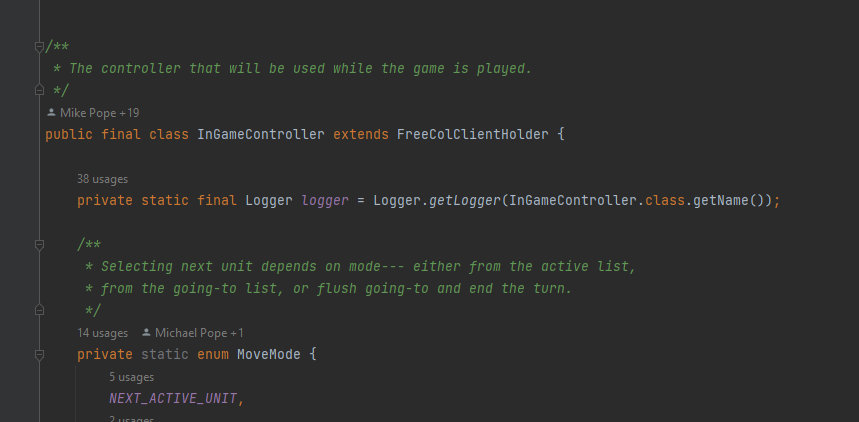 /**
* The controller that will be used while the game is played.
*/
Mike Pope +19
public final class InGameController extends FreeColClientHolder {
38 usages
private static final Logger logger = Logger.getLogger(InGameController.class.getName());
/**
* Selecting next unit depends on mode--- either from the active list,
* from the going-to list, or flush going-to and end the turn.
*/
14 usages Michael Pope +1
private static enum MoveMode {
5 usages
NEXT_ACTIVE_UNIT,
2 usages